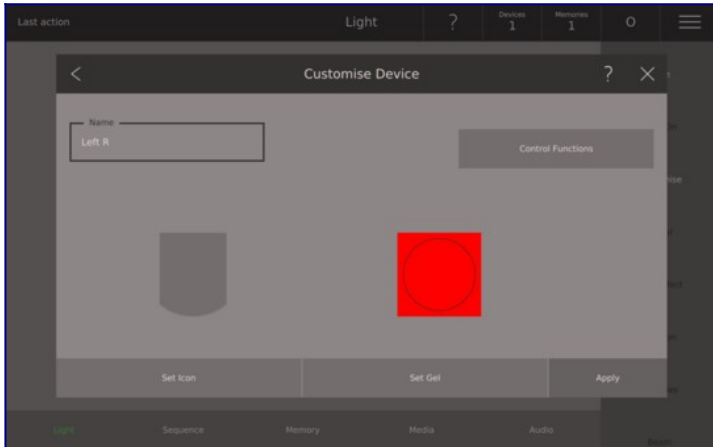 Last action
Light
?
Devices
1
Memories
1
O
Customise Device
?
Name
Left R
Control Functions
Set Icon
Set Gel
Apply
Light
Sequence
Memory
Media
Audio
Beam